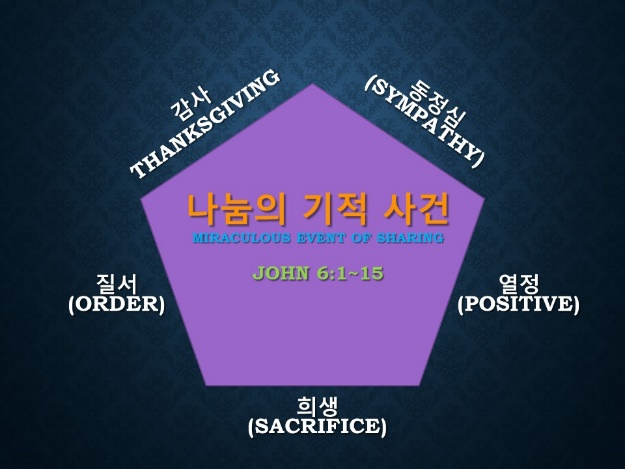 감사
THANKSGIVING
동정심
(SYMPATHY)
나눔의 기적 사건
MIRACULOUS EVENT OF SHARING
JOHN 6:1~15
질서
(ORDER)
열정
(POSITIVE)
희생
(SACRIFICE)